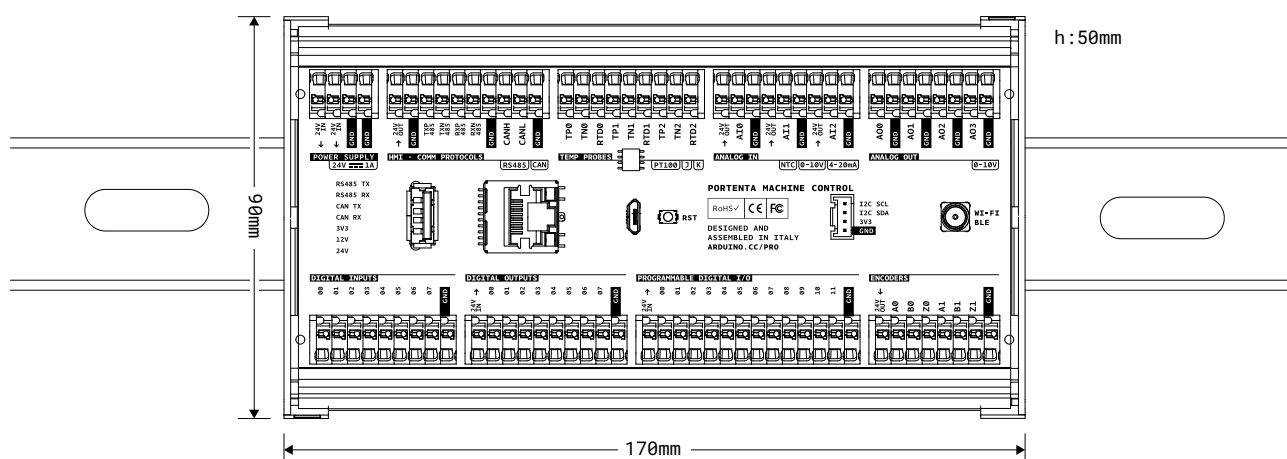 h:50mm
24V IN
24V IN
GND
GND
24V OUT
TXP 485
TXN 485
RXP 485
RXN 485
GND
CANH
CANL
GND
TP0
TN0
RTD0
TP1
TN1
RTD1
TP2
TN2
RTD2
24V OUT
AI0
GND
24V OUT
AI1
GND
24V OUT
AI2
GND
AO0
GND
AO1
GND
AO2
GND
AO3
GND
POWER SUPPLY
24V 1A
HMI - COMM PROTOCOLS
RS485 CAN
TEMP PROBES
PT100 J K
ANALOG IN
NTC 0-10V 4-20mA
ANALOG OUT
0-10V
RS485 TX
RS485 RX
CAN TX
CAN RX
3V3
12V
24V
RST
PORTENTA MACHINE CONTROL
RoHS✓ CE FC
DESIGNED AND
ASSEMBLED IN ITALY
ARDUINO.CC/PRO
I2C SCL
I2C SDA
3V3
GND
WI-FI
BLE
90mm
DIGITAL INPUTS
00 01 02 03 04 05 06 07 GND
DIGITAL OUTPUTS
24V IN 00 01 02 03 04 05 06 07 GND
PROGRAMMABLE DIGITAL I/O
24V IN 00 01 02 03 04 05 06 07 08 09 10 11 GND
ENCODERS
24V OUT A0 B0 Z0 A1 B1 Z1 GND
170mm